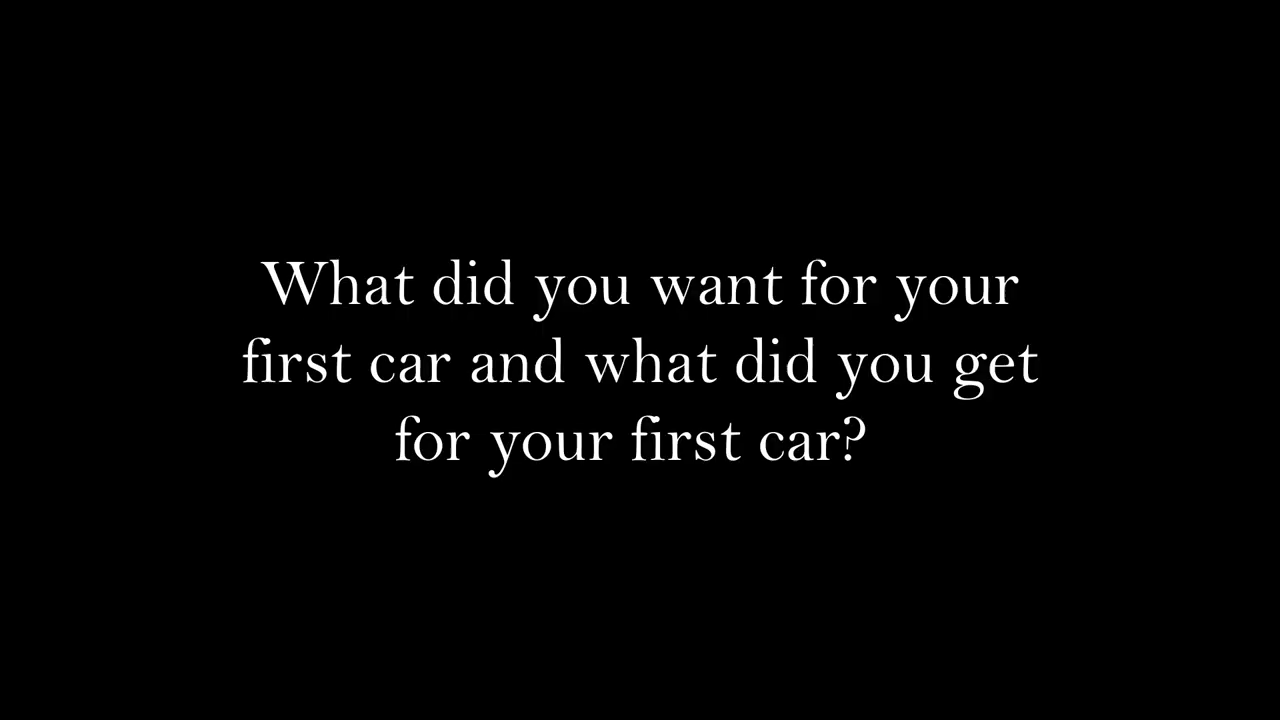 What did you want for your
first car and what did you get
for your first car?